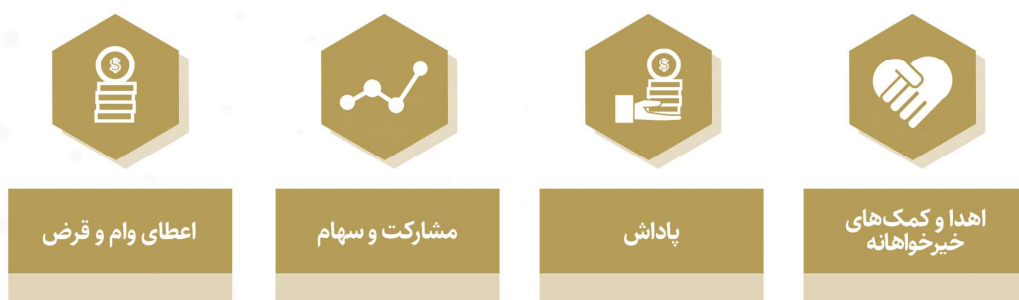 اهدا و کمک‌های
خیرخواهانه
پاداش
مشارکت و سهام
اعطای وام و قرض